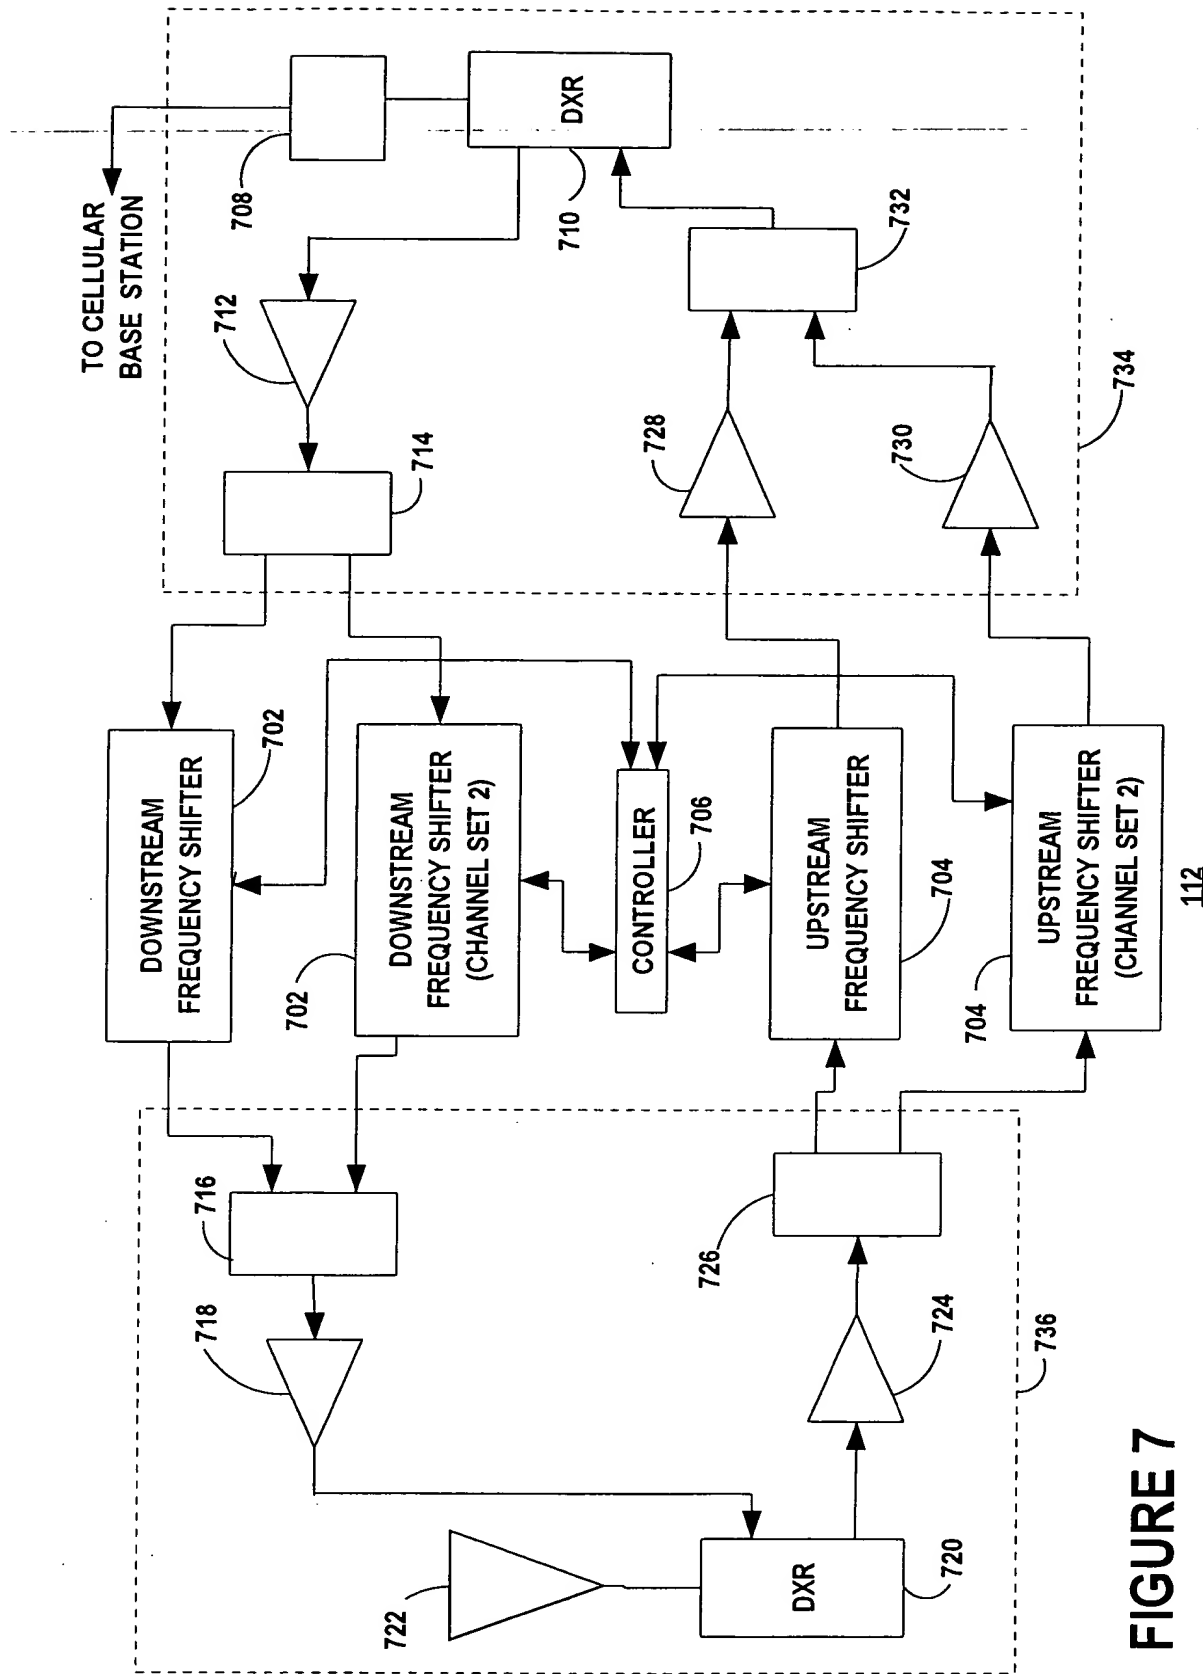 TO CELLULAR
BASE STATION
708
DXR
710
712
714
732
728
730
734
DOWNSTREAM
FREQUENCY SHIFTER
702
DOWNSTREAM
FREQUENCY SHIFTER
(CHANNEL SET 2)
702
CONTROLLER
706
UPSTREAM
FREQUENCY SHIFTER
704
UPSTREAM
FREQUENCY SHIFTER
(CHANNEL SET 2)
704
112
716
718
722
DXR
720
724
726
736
FIGURE 7